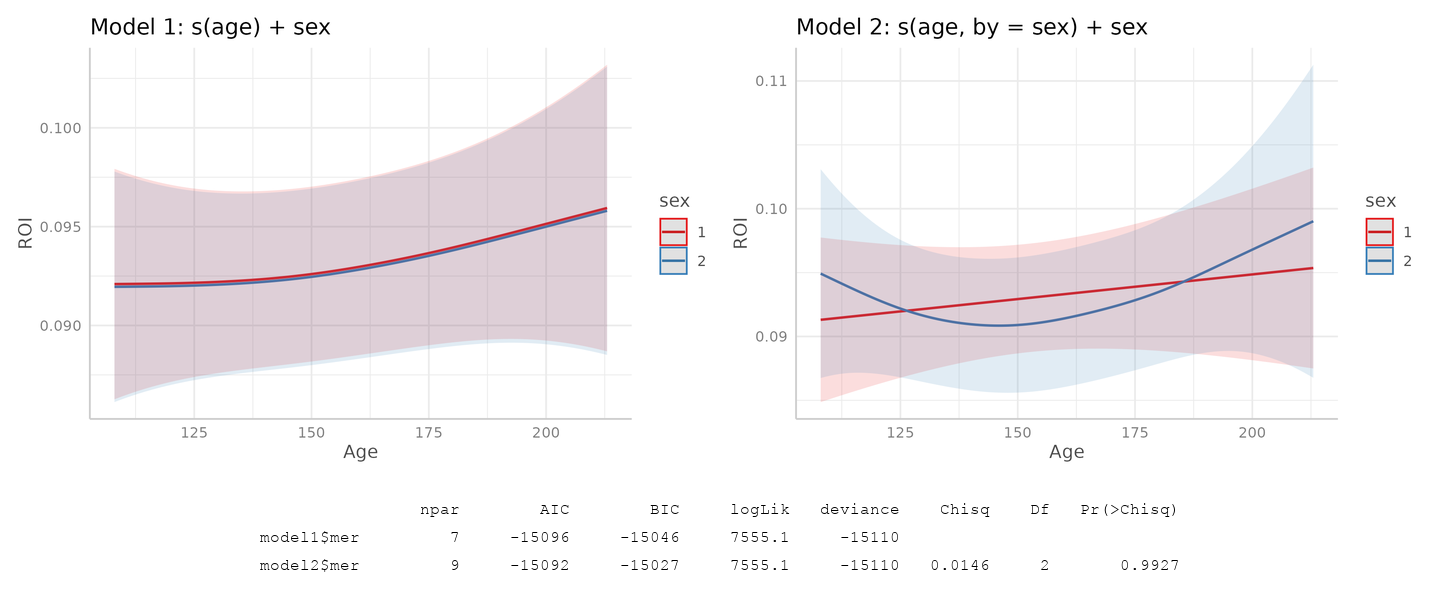 Model 1: s(age) + sex
0.100
0.095
0.090
ROI
125 150 175 200
Age
sex
1
2
Model 2: s(age, by = sex) + sex
0.11
0.10
0.09
ROI
125 150 175 200
Age
sex
1
2
npar AIC BIC logLik deviance Chisq Df Pr(>Chisq)
model1$mer 7 -15096 -15046 7555.1 -15110
model2$mer 9 -15092 -15027 7555.1 -15110 0.0146 2 0.9927